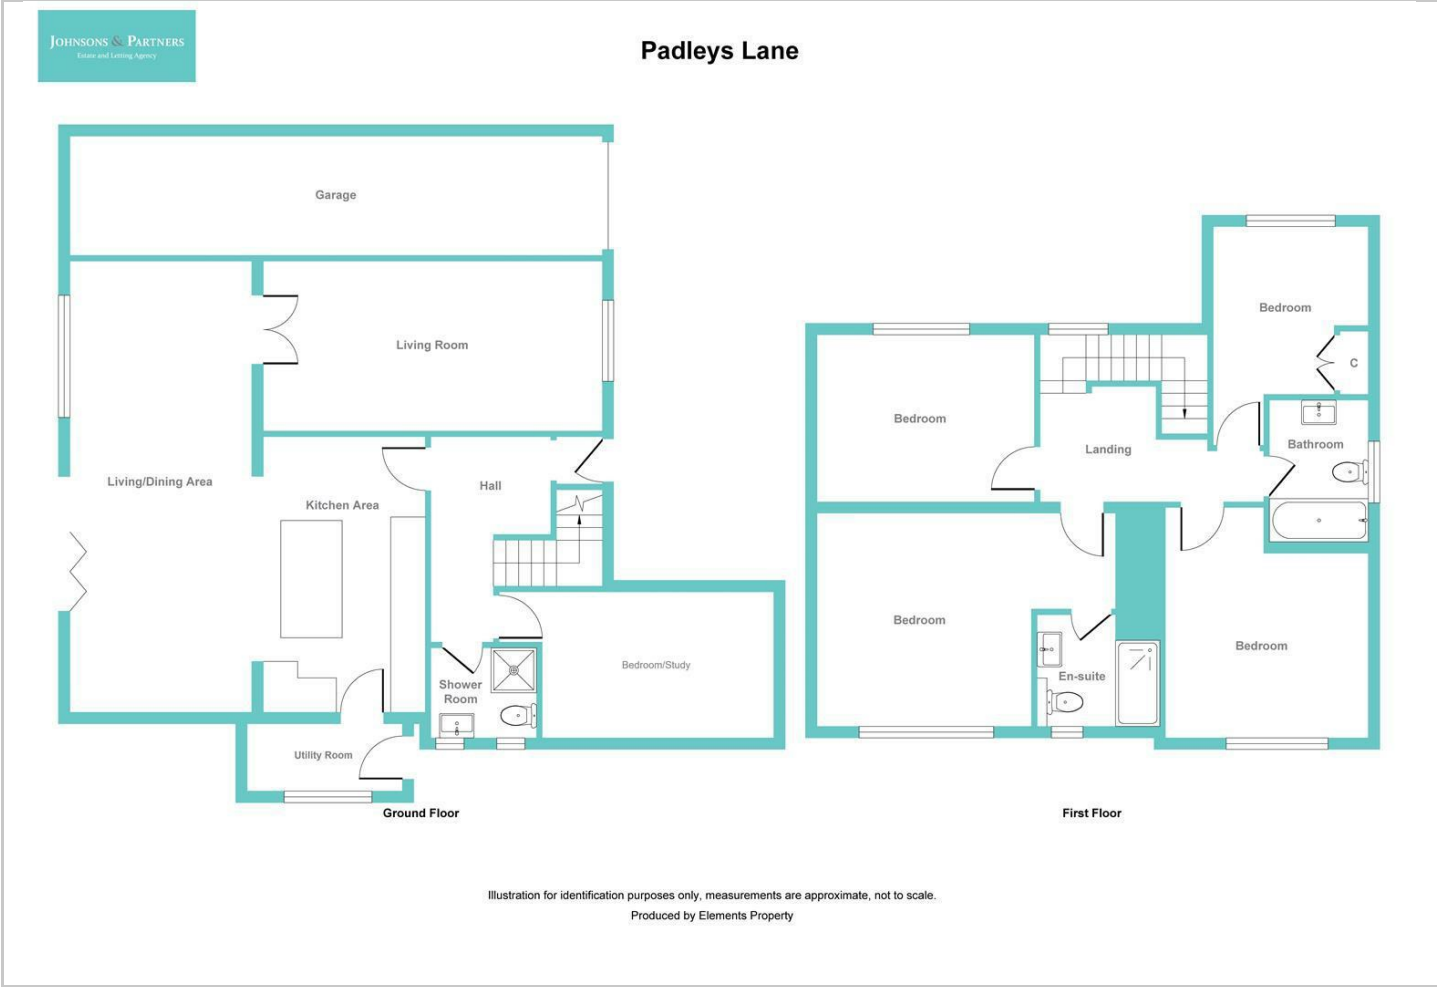 JOHNSONS & PARTNERS
Estate and Letting Agency
Padleys Lane
Garage
Living Room
Living/Dining Area
Kitchen Area
Hall
Shower
Room
Bedroom/Study
Utility Room
Ground Floor
Bedroom
C
Bedroom
Landing
Bathroom
Bedroom
En-suite
Bedroom
First Floor
Illustration for identification purposes only, measurements are approximate, not to scale.
Produced by Elements Property